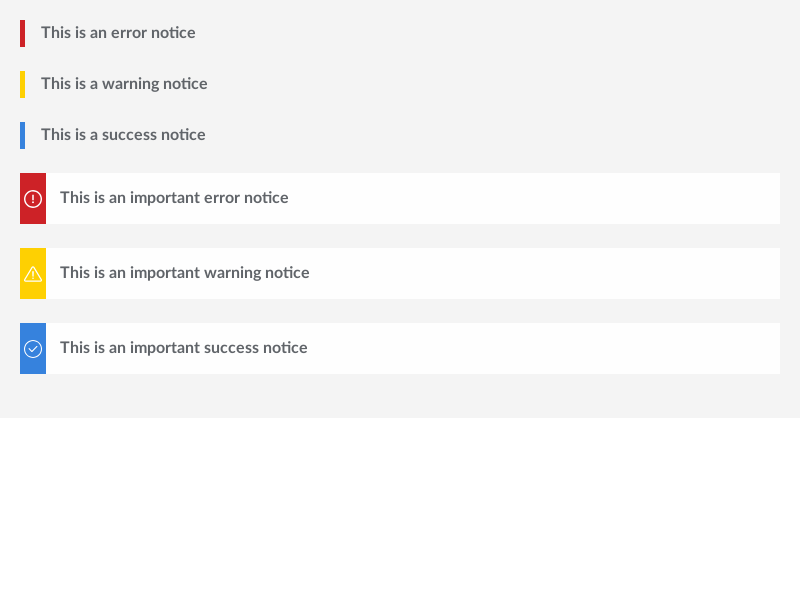 This is an error notice
This is a warning notice
This is a success notice
This is an important error notice
This is an important warning notice
This is an important success notice